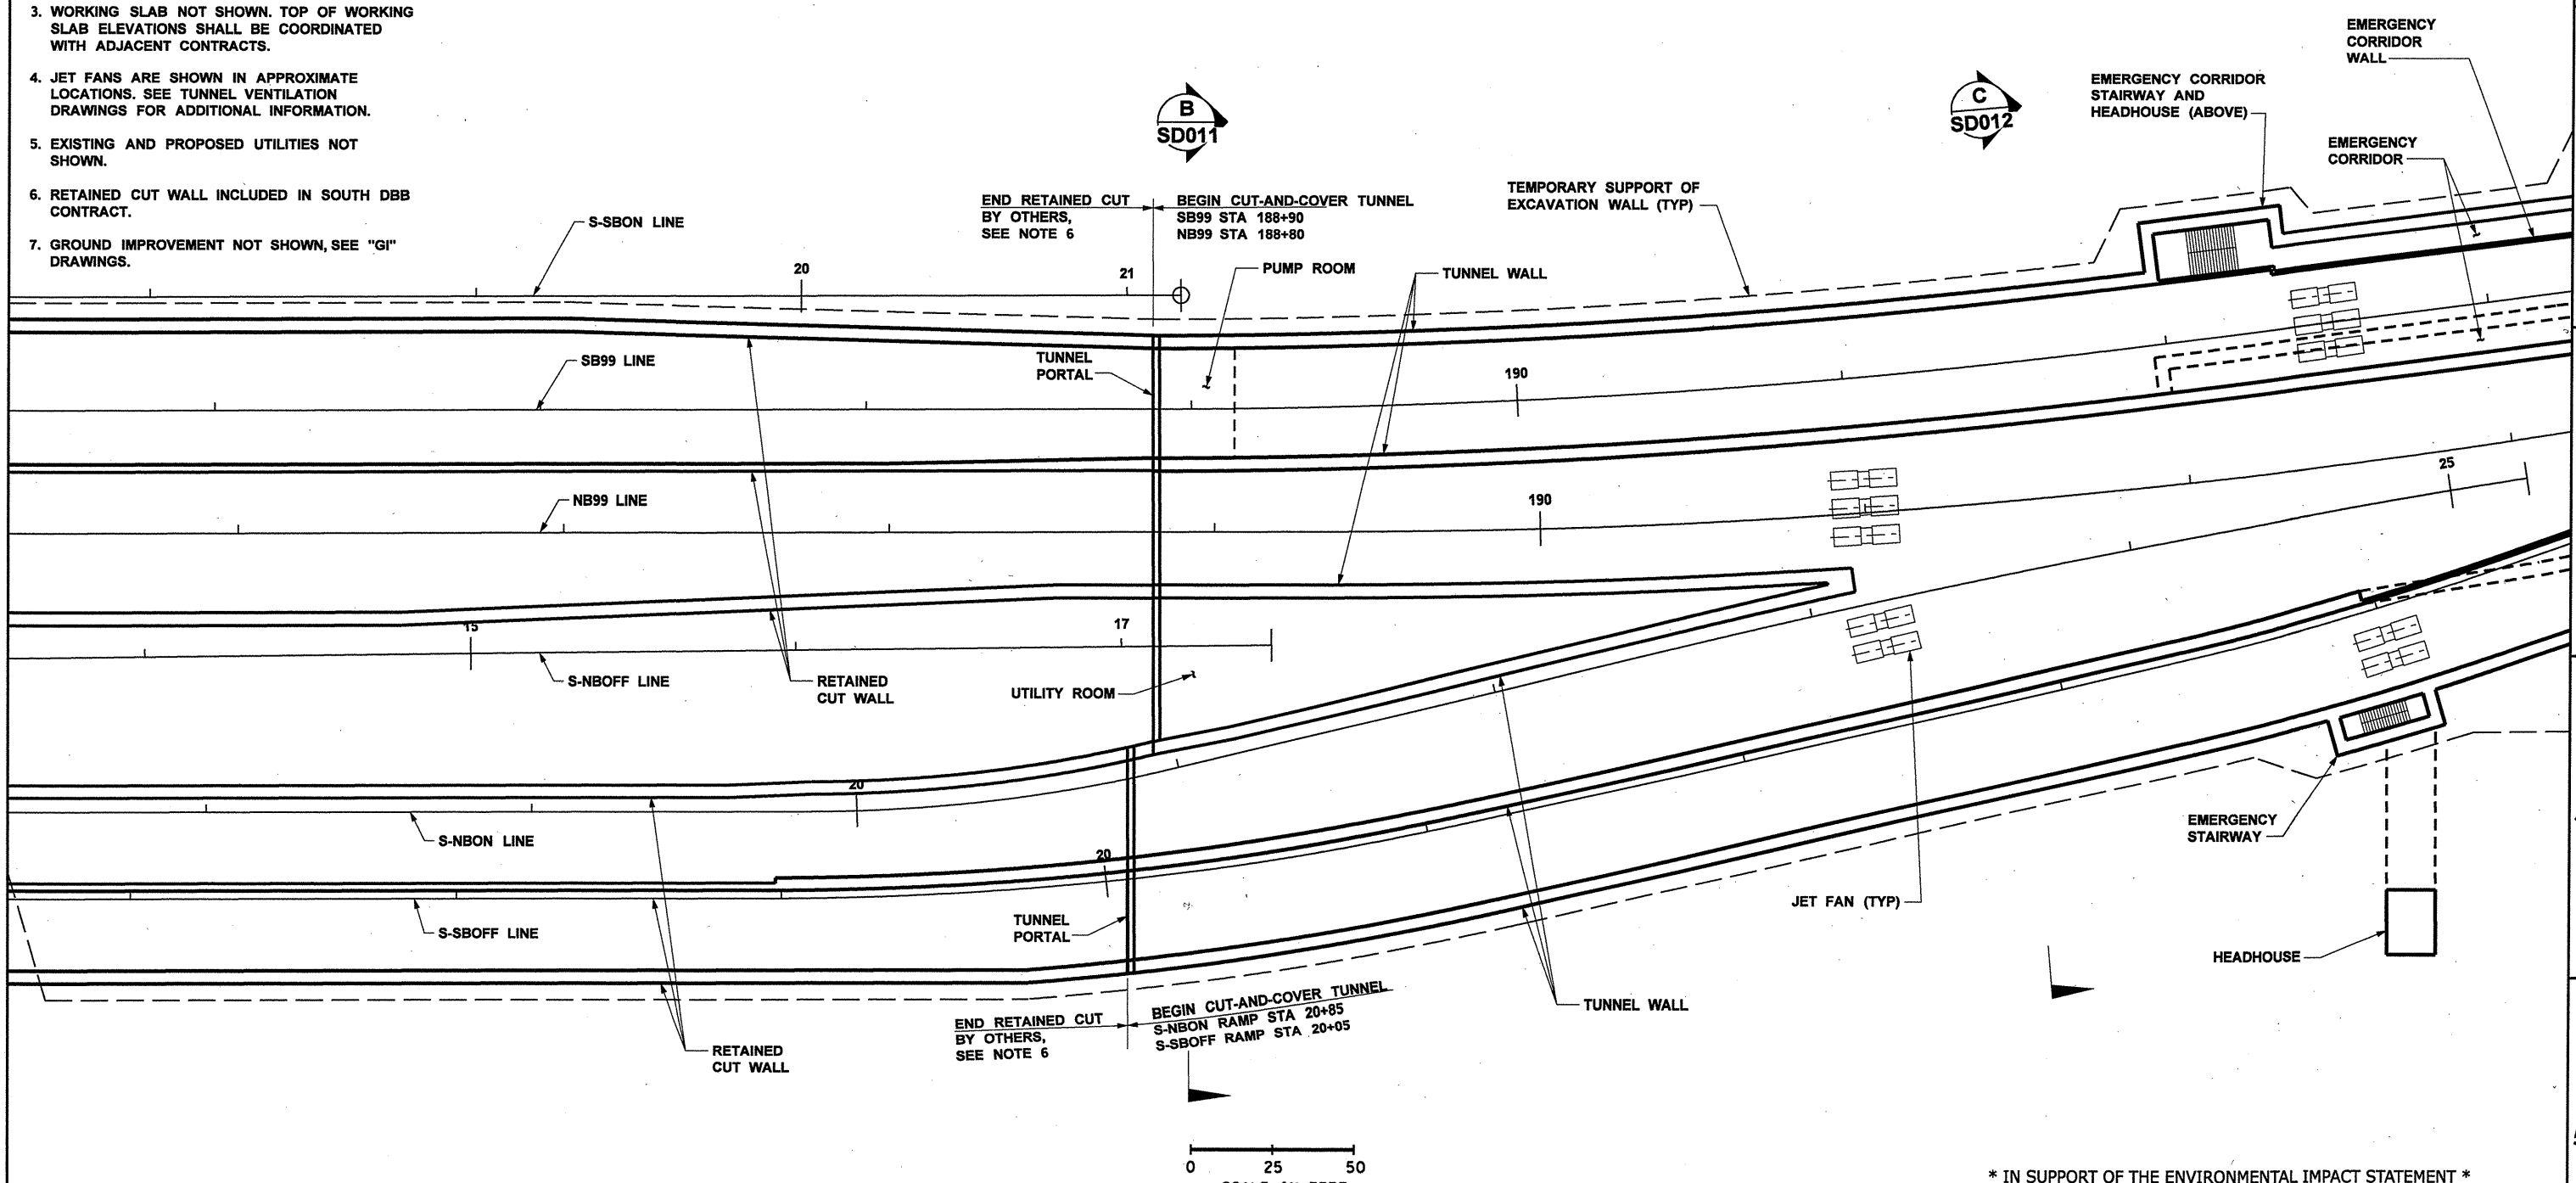 3. WORKING SLAB NOT SHOWN. TOP OF WORKING
SLAB ELEVATIONS SHALL BE COORDINATED
WITH ADJACENT CONTRACTS.
4. JET FANS ARE SHOWN IN APPROXIMATE
LOCATIONS. SEE TUNNEL VENTILATION
DRAWINGS FOR ADDITIONAL INFORMATION.
5. EXISTING AND PROPOSED UTILITIES NOT
SHOWN.
6. RETAINED CUT WALL INCLUDED IN SOUTH DBB
CONTRACT.
7. GROUND IMPROVEMENT NOT SHOWN, SEE "GI"
DRAWINGS.
B
SD011
C
SD012
EMERGENCY CORRIDOR
STAIRWAY AND
HEADHOUSE (ABOVE)
EMERGENCY
CORRIDOR
WALL
EMERGENCY
CORRIDOR
END RETAINED CUT
BY OTHERS,
SEE NOTE 6
BEGIN CUT-AND-COVER TUNNEL
SB99 STA 188+90
NB99 STA 188+80
TEMPORARY SUPPORT OF
EXCAVATION WALL (TYP)
S-SBON LINE
20
21
PUMP ROOM
TUNNEL WALL
SB99 LINE
TUNNEL
PORTAL
190
NB99 LINE
190
25
15
17
S-NBOFF LINE
RETAINED
CUT WALL
UTILITY ROOM
20
S-NBON LINE
20
S-SBOFF LINE
TUNNEL
PORTAL
EMERGENCY
STAIRWAY
JET FAN (TYP)
HEADHOUSE
TUNNEL WALL
END RETAINED CUT
BY OTHERS,
SEE NOTE 6
BEGIN CUT-AND-COVER TUNNEL
S-NBON RAMP STA 20+85
S-SBOFF RAMP STA 20+05
RETAINED
CUT WALL
0 25 50
* IN SUPPORT OF THE ENVIRONMENTAL IMPACT STATEMENT *